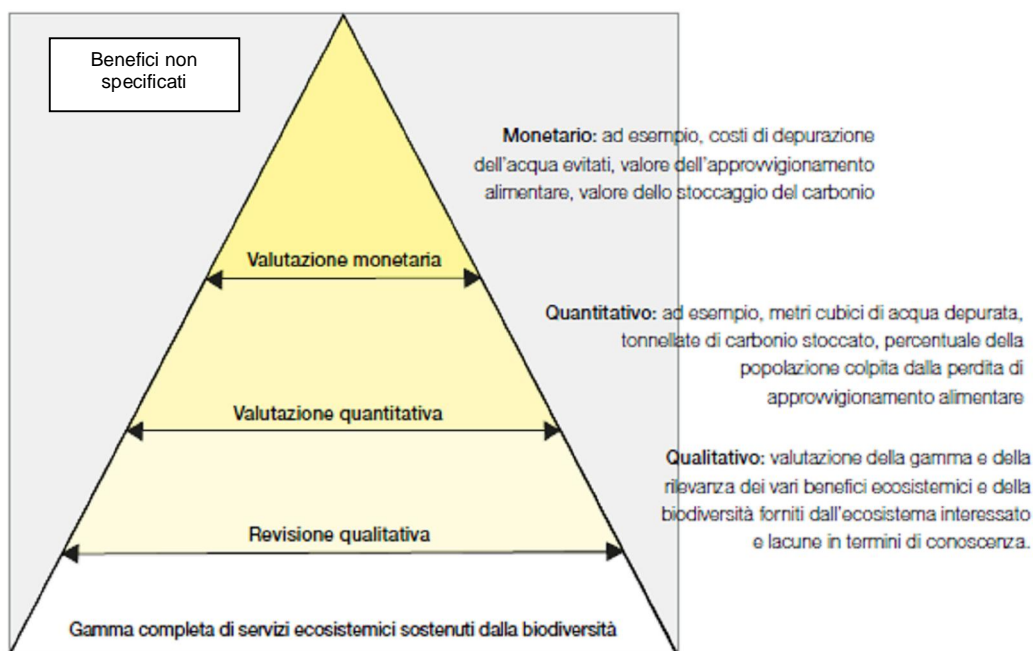 Benefici non
specificati
Monetario: ad esempio, costi di depurazione
dell'acqua evitati, valore dell'approvvigionamento
alimentare, valore dello stoccaggio del carbonio
Valutazione monetaria
Quantitativo: ad esempio, metri cubici di acqua depurata,
tonnellate di carbonio stoccato, percentuale della
popolazione colpita dalla perdita di
approvvigionamento alimentare
Valutazione quantitativa
Qualitativo: valutazione della gamma e della
rilevanza dei vari benefici ecosistemici e della
biodiversità forniti dall'ecosistema interessato
e lacune in termini di conoscenza.
Revisione qualitativa
Gamma completa di servizi ecosistemici sostenuti dalla biodiversità